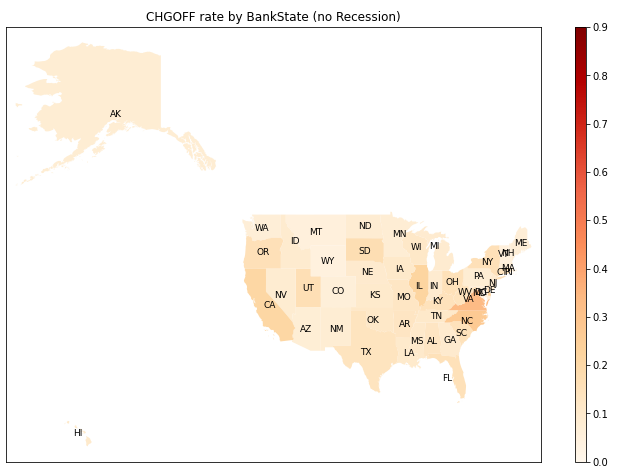 CHGOFF rate by BankState (no Recession)
0.9
0.8
0.7
0.6
0.5
0.4
0.3
0.2
0.1
0.0
AK
WA
MT
ND
MN
MI
ME
ID
OR
SD
WI
NY
VT
NH
MA
WY
IA
NE
PA
CT
NJ
OH
IL
IN
UT
CO
NV
CA
KS
MO
KY
WV
VA
DE
TN
NC
OK
AR
AZ
NM
SC
MS
AL
GA
TX
LA
FL
HI